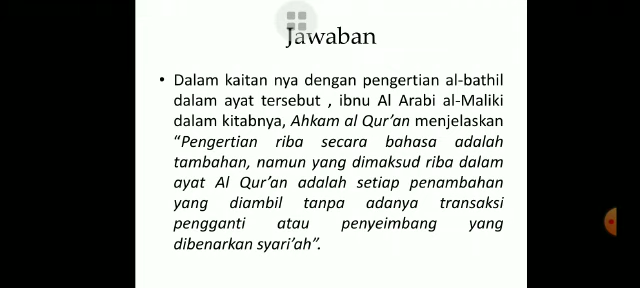 Jawaban
• Dalam kaitan nya dengan pengertian al-bathil
dalam ayat tersebut , ibnu Al Arabi al-Maliki
dalam kitabnya, Ahkam al Qur’an menjelaskan
“Pengertian riba secara bahasa adalah
tambahan, namun yang dimaksud riba dalam
ayat Al Qur’an adalah setiap penambahan
yang diambil tanpa adanya transaksi
pengganti atau penyeimbang yang
dibenarkan syari’ah”.